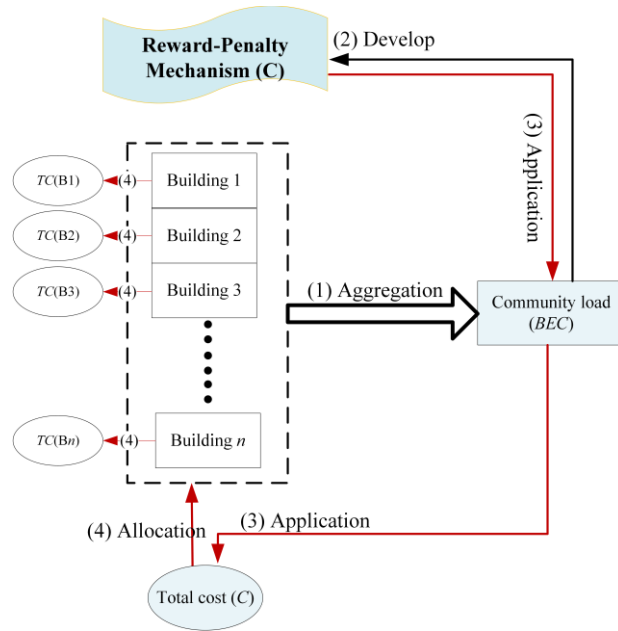 Reward-Penalty
Mechanism (C)
(2) Develop
(3) Application
TC(B1)
(4)
Building 1
TC(B2)
(4)
Building 2
TC(B3)
(4)
Building 3
(1) Aggregation
Community load
(BEC)
TC(Bn)
(4)
Building n
(4) Allocation
(3) Application
Total cost (C)